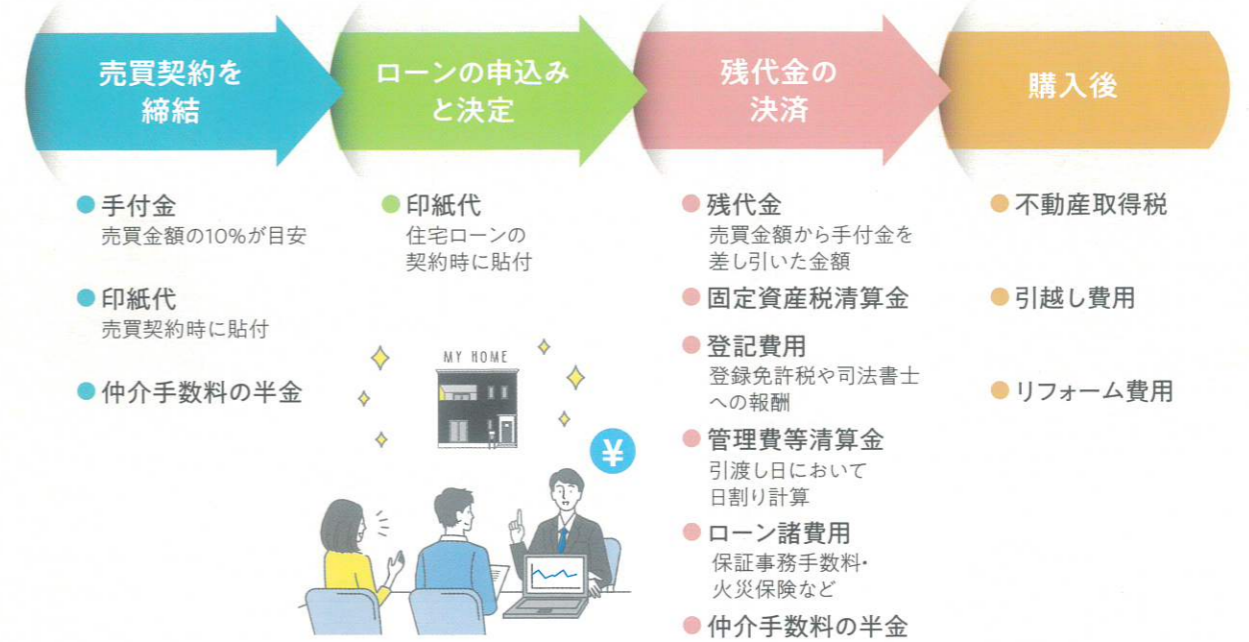 売買契約を
締結
ローンの申込み
と決定
残代金の
決済
購入後
●手付金
売買金額の10%が目安
●印紙代
売買契約時に貼付
●仲介手数料の半金
●印紙代
住宅ローンの
契約時に貼付
MY HOME
¥
●残代金
売買金額から手付金を
差し引いた金額
●固定資産税清算金
●登記費用
登録免許税や司法書士
への報酬
●管理費等清算金
引渡し日において
日割り計算
●ローン諸費用
保証事務手数料・
火災保険など
●仲介手数料の半金
●不動産取得税
●引越し費用
●リフォーム費用